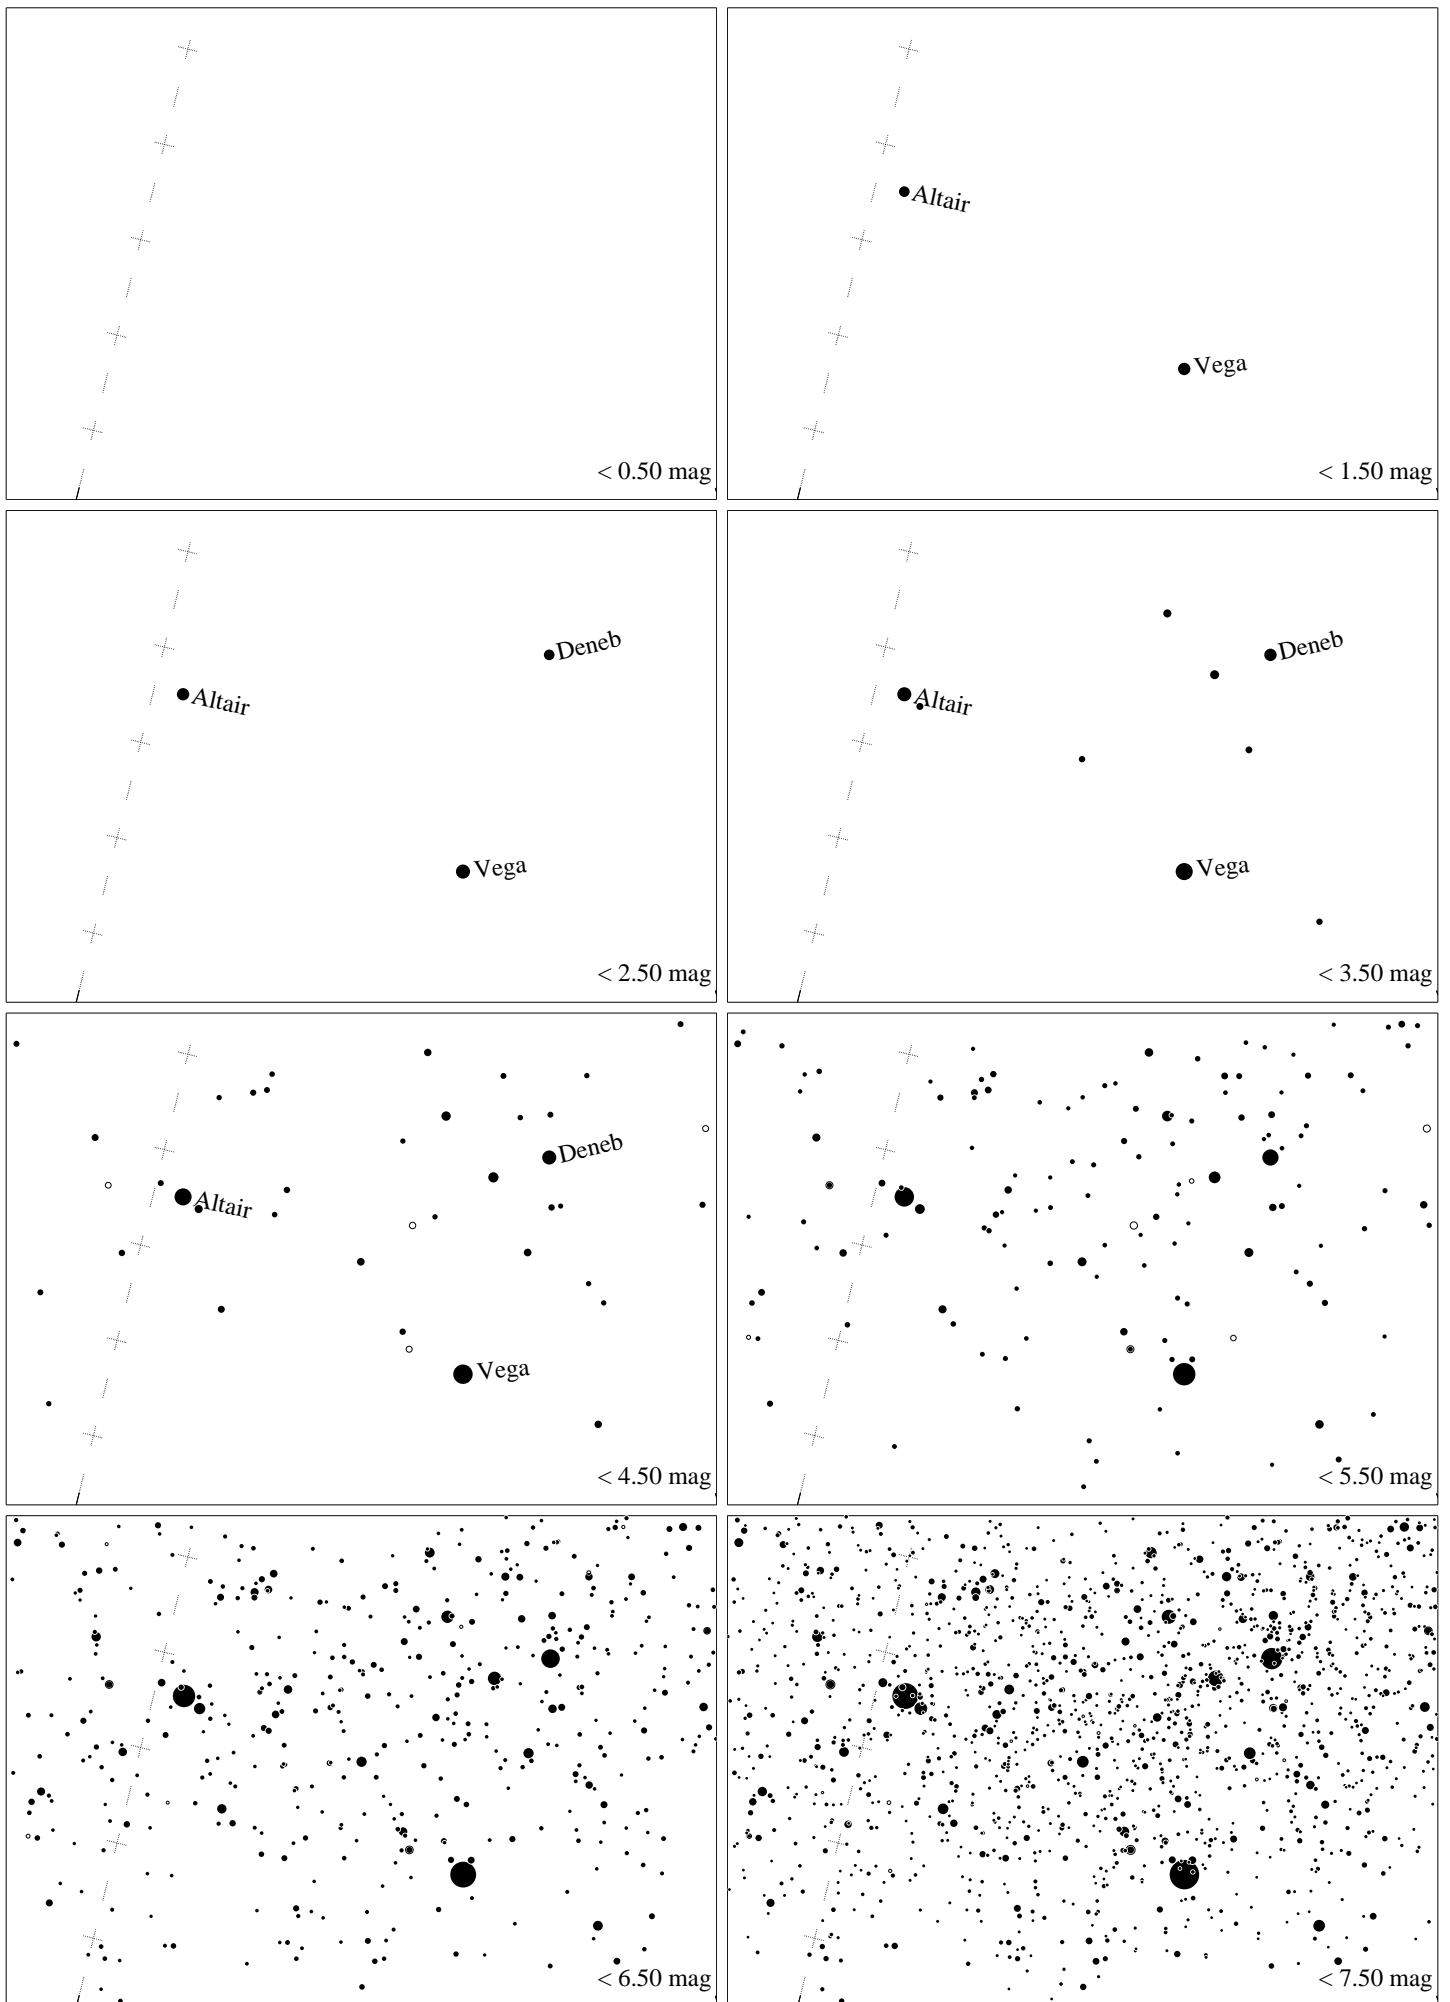 < 0.50 mag
Altair
Vega
< 1.50 mag
Deneb
Altair
Vega
< 2.50 mag
Deneb
Altair
Vega
< 3.50 mag
Deneb
Altair
Vega
< 4.50 mag
< 5.50 mag
< 6.50 mag
< 7.50 mag